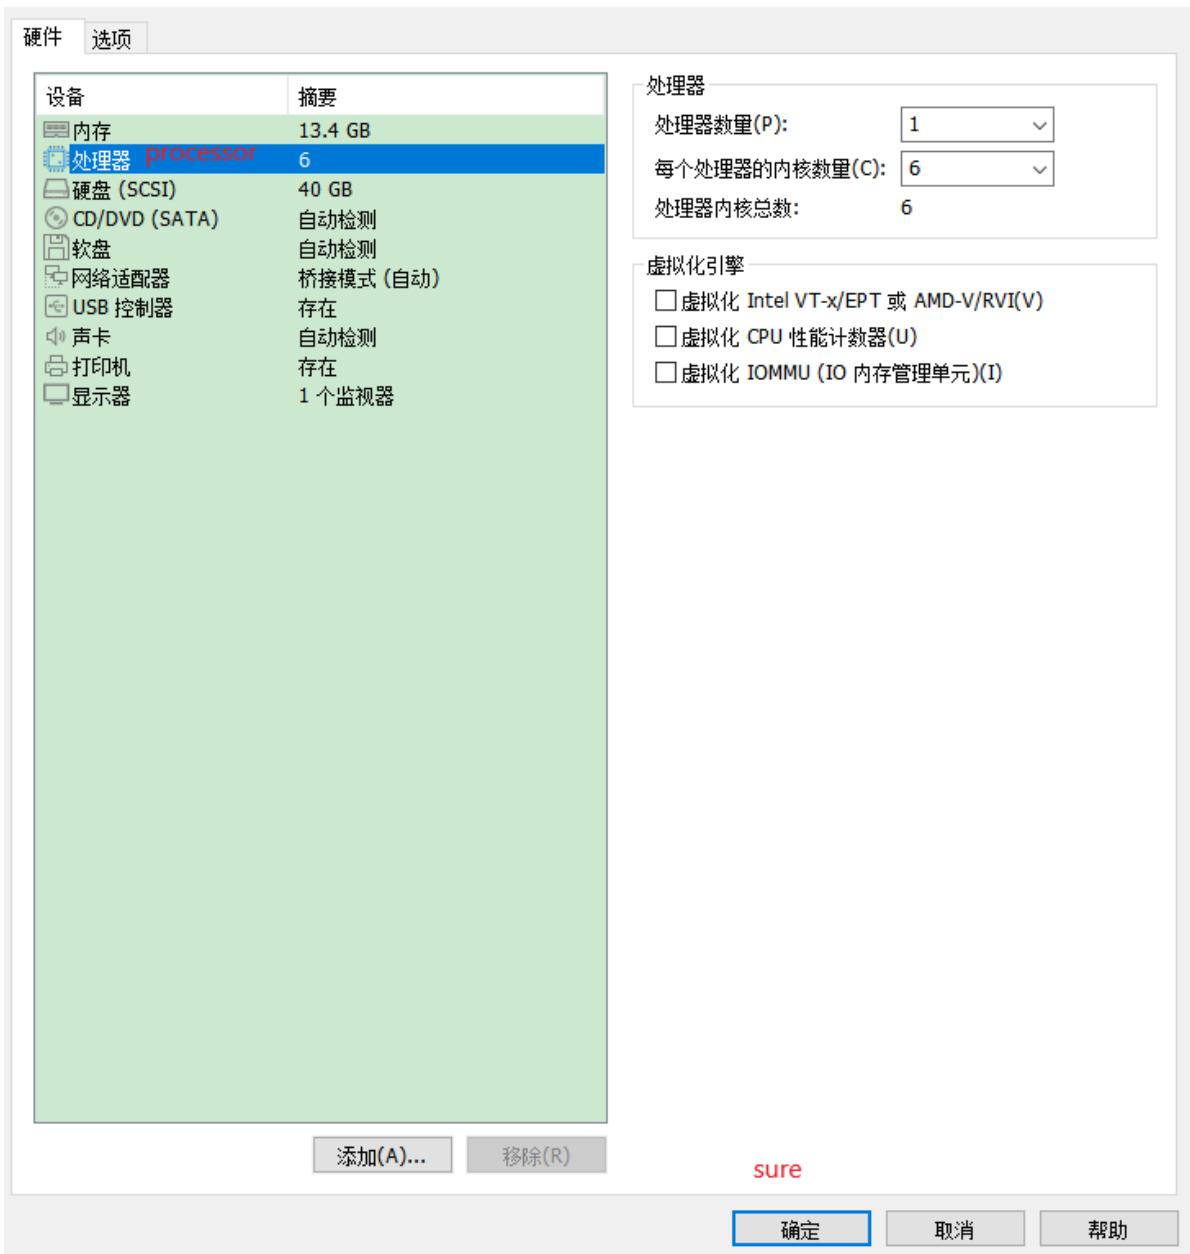 硬件 选项
设备 摘要
内存 13.4 GB
处理器 processor 6
硬盘 (SCSI) 40 GB
CD/DVD (SATA) 自动检测
软盘 自动检测
网络适配器 桥接模式 (自动)
USB 控制器 存在
声卡 自动检测
打印机 存在
显示器 1 个监视器
添加(A)... 移除(R)
处理器
处理器数量(P): 1
每个处理器的内核数量(C): 6
处理器内核总数: 6
虚拟化引擎
虚拟化 Intel VT-x/EPT 或 AMD-V/RVI(V)
虚拟化 CPU 性能计数器(U)
虚拟化 IOMMU (IO 内存管理单元)(I)
sure
确定 取消 帮助